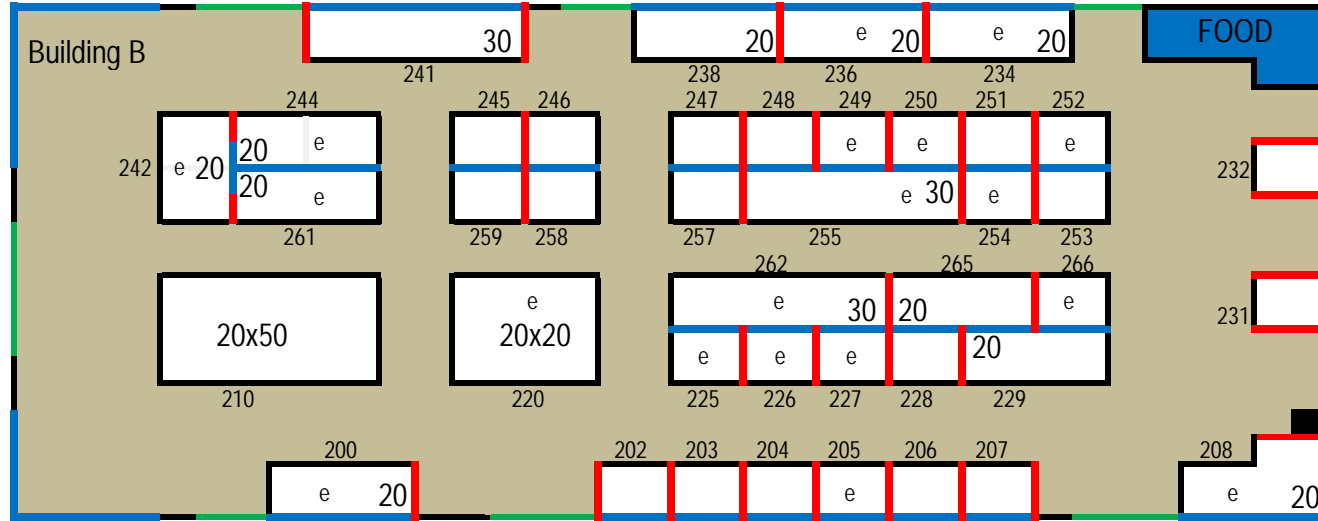 FOOD
Building B
30
20
e
20
e
20
241
238
236
234
244
245
246
247
248
249
250
251
252
20
e
e
e
e
242
e
20
232
20
e
e
30
e
261
259
258
257
255
254
253
262
265
266
e
e
e
30
20
231
20x50
20x20
20
e
e
e
210
220
225
226
227
228
229
200
202
203
204
205
206
207
208
e
20
e
e
20